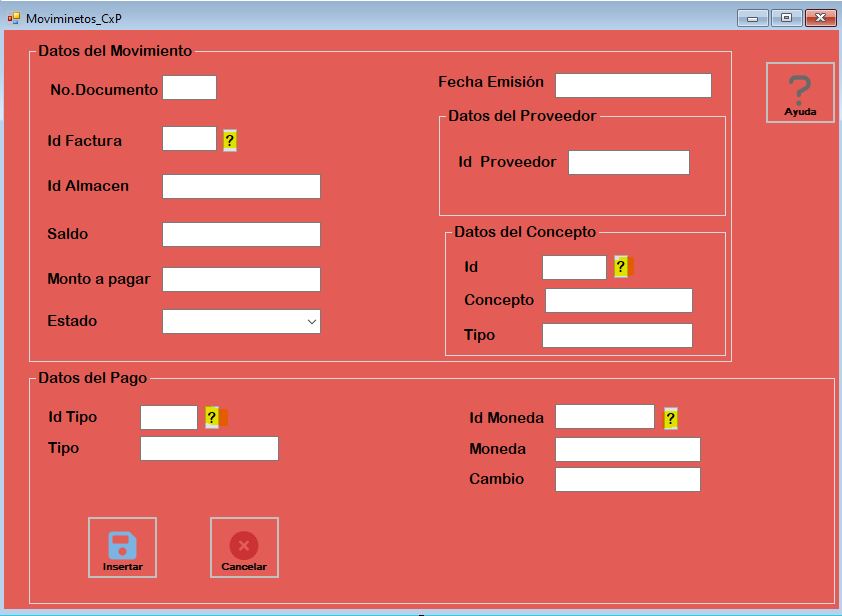 Moviminetos_CxP
Datos del Movimiento
No.Documento
Id Factura
?
Id Almacen
Saldo
Monto a pagar
Estado
Fecha Emisión
Datos del Proveedor
Id Proveedor
Datos del Concepto
Id
?
Concepto
Tipo
?
Ayuda
Datos del Pago
Id Tipo
?
Tipo
Id Moneda
?
Moneda
Cambio
Insertar
Cancelar